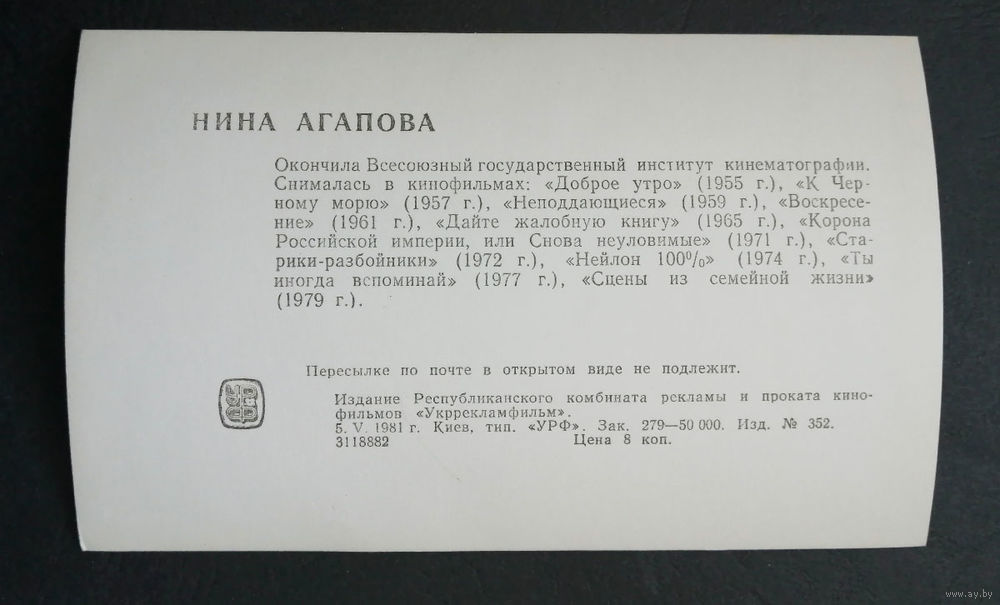 НИНА АГАПОВА
Окончила Всесоюзный государственный институт кинематографии.
Снималась в кинофильмах: «Доброе утро» (1955 г.), «К Чер-
ному морю» (1957 г.), «Неподдающиеся» (1959 г.), «Воскресе-
ние» (1961 г.), «Дайте жалобную книгу» (1965 г.), «Корона
Российской империи, или Снова неуловимые» (1971 г.), «Ста-
рики-разбойники» (1972 г.), «Нейлон 100%» (1974 г.), «Ты
иногда вспоминай» (1977 г.), «Сцены из семейной жизни»
(1979 г.).
Пересылке по почте в открытом виде не подлежит.
Издание Республиканского комбината рекламы и проката кино-
фильмов «Укррекламфильм».
5. V. 1981 г. Киев, тип. «УРФ». Зак. 279—50 000. Изд. № 352.
3118882 Цена 8 коп.
www.ay.by